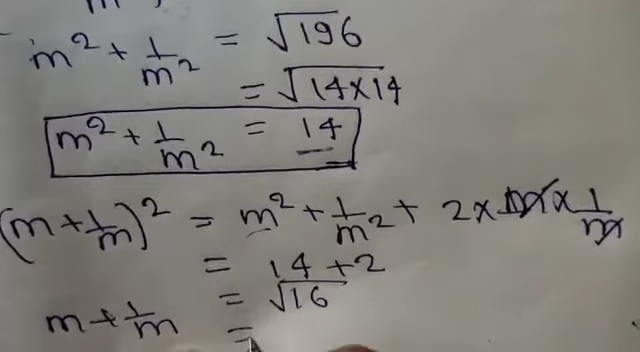 m² + 1/m² = √196
= √14×14
m² + 1/m² = 14
(m + 1/m)² = m² + 1/m² + 2 × m × 1/m
= 14 + 2
m + 1/m = √16
=